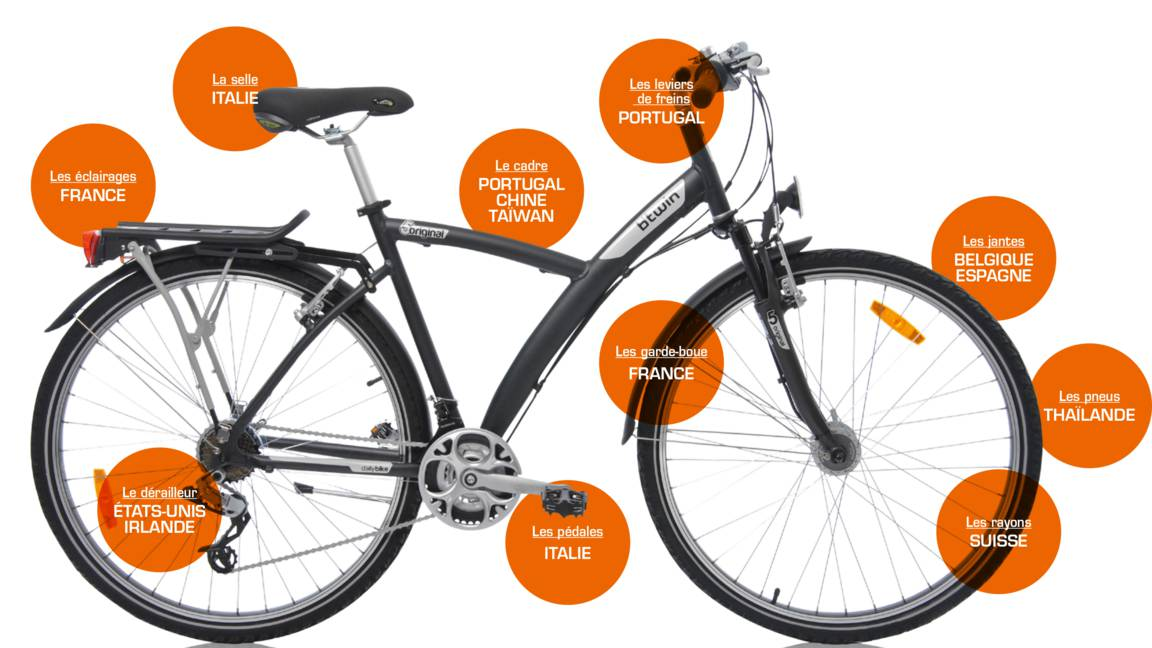 La selle
ITALIE
Les leviers
de freins
PORTUGAL
Les éclairages
FRANCE
Le cadre
PORTUGAL
CHINE
TAÏWAN
btwin
original
Les jantes
BELGIQUE
ESPAGNE
Les garde-boue
FRANCE
Les pneus
THAÏLANDE
dailybike
Le dérailleur
ÉTATS-UNIS
IRLANDE
Les pédales
ITALIE
Les rayons
SUISSE